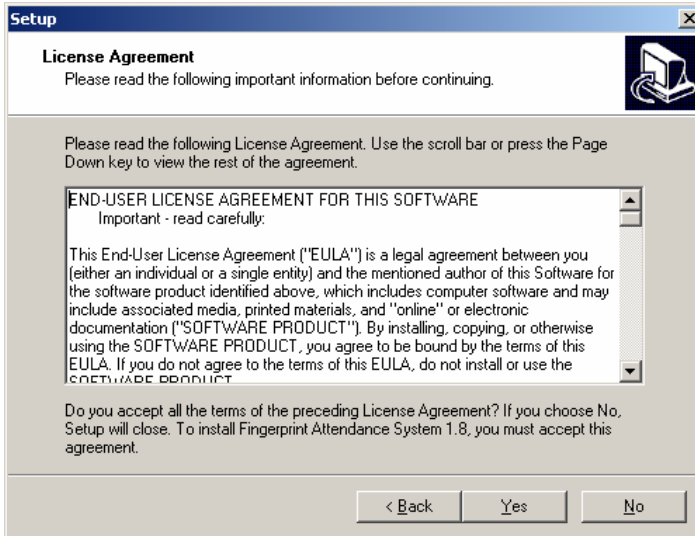 Setup
License Agreement
Please read the following important information before continuing.
Please read the following License Agreement. Use the scroll bar or press the Page
Down key to view the rest of the agreement.
END-USER LICENSE AGREEMENT FOR THIS SOFTWARE
Important - read carefully:
This End-User License Agreement ("EULA") is a legal agreement between you
(either an individual or a single entity) and the mentioned author of this Software for
the software product identified above, which includes computer software and may
include associated media, printed materials, and "online" or electronic
documentation ("SOFTWARE PRODUCT"). By installing, copying, or otherwise
using the SOFTWARE PRODUCT, you agree to be bound by the terms of this
EULA. If you do not agree to the terms of this EULA, do not install or use the
SOFTWARE PRODUCT
Do you accept all the terms of the preceding License Agreement? If you choose No,
Setup will close. To install Fingerprint Attendance System 1.8, you must accept this
agreement.
< Back
Yes
No